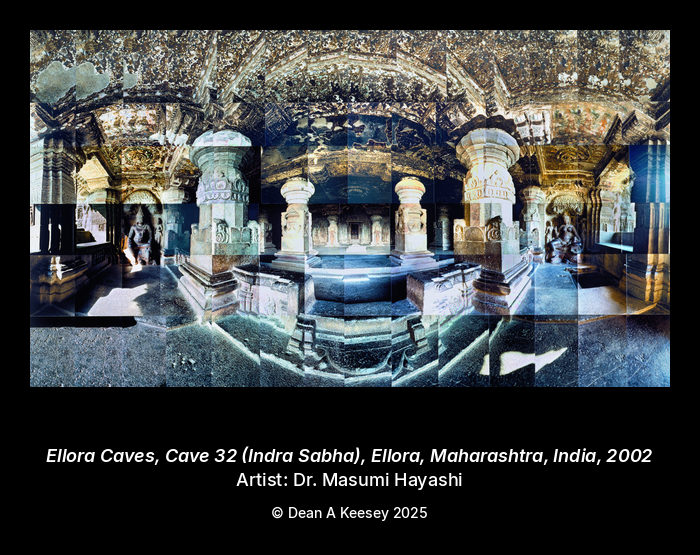 Ellora Caves, Cave 32 (Indra Sabha), Ellora, Maharashtra, India, 2002
Artist: Dr. Masumi Hayashi
© Dean A Keesey 2025